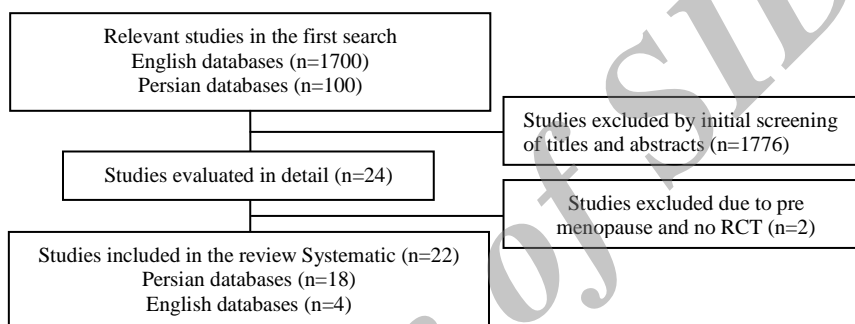 Relevant studies in the first search
English databases (n=1700)
Persian databases (n=100)
Studies excluded by initial screening
of titles and abstracts (n=1776)
Studies evaluated in detail (n=24)
Studies excluded due to pre
menopause and no RCT (n=2)
Studies included in the review Systematic (n=22)
Persian databases (n=18)
English databases (n=4)
of SID